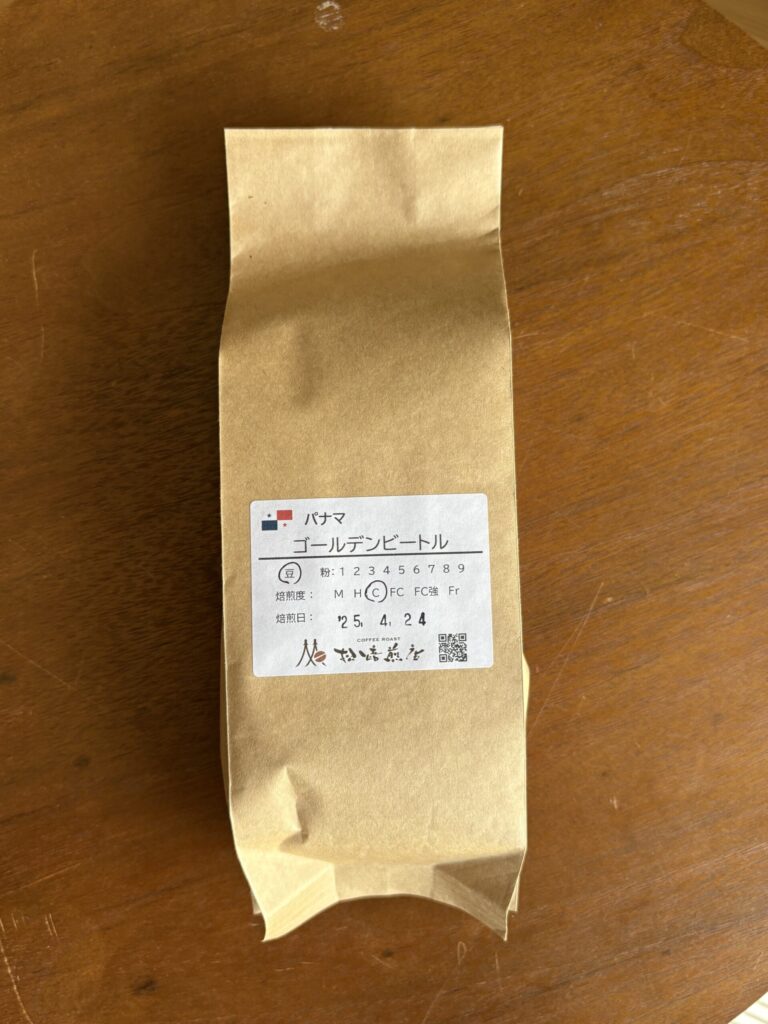 パナマ
ゴールデンビートル
豆 粉:1 2 3 4 5 6 7 8 9
焙煎度： M H C FC FC強 Fr
焙煎日： '25. 4. 24
COFFEE ROAST